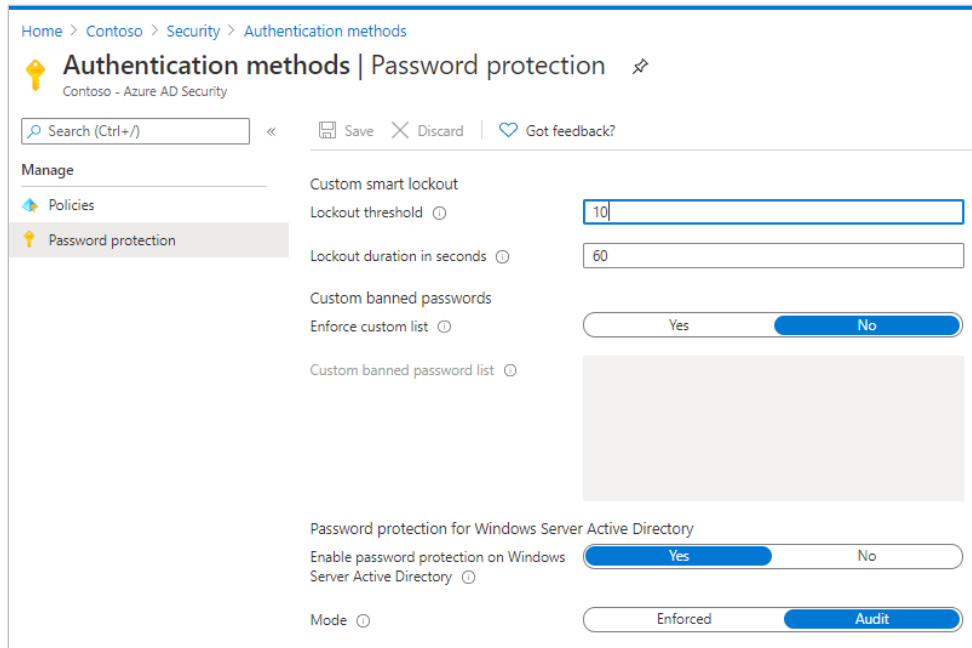 Home > Contoso > Security > Authentication methods
Authentication methods | Password protection
Contoso - Azure AD Security
Search (Ctrl+/)
«
Save
Discard
Got feedback?
Manage
Policies
Password protection
Custom smart lockout
Lockout threshold
10
Lockout duration in seconds
60
Custom banned passwords
Enforce custom list
Yes
No
Custom banned password list
Password protection for Windows Server Active Directory
Enable password protection on Windows
Server Active Directory
Yes
No
Mode
Enforced
Audit